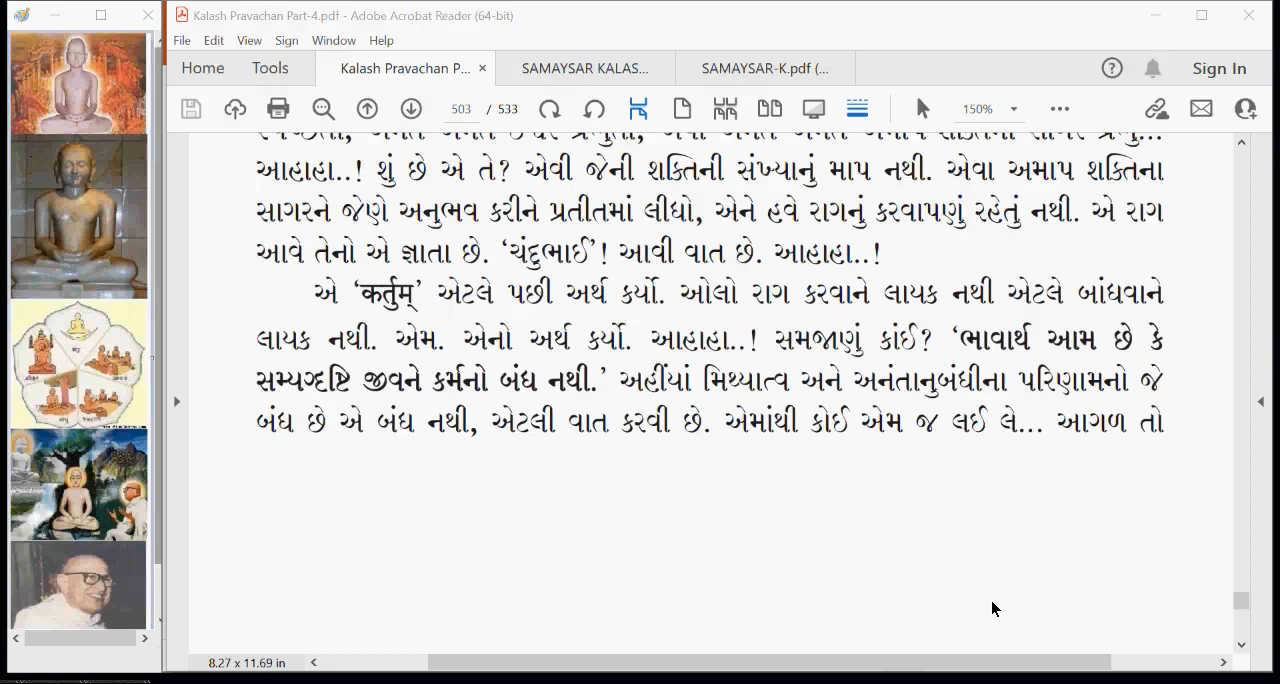 Kalash Pravachan Part-4.pdf - Adobe Acrobat Reader (64-bit)
File Edit View Sign Window Help
Home Tools Kalash Pravachan P... × SAMAYSAR KALAS... SAMAYSAR-K.pdf (... Sign In
503 / 533 150%
આહાહા..! શું છે એ તે? એવી જેની શક્તિની સંખ્યાનું માપ નથી. એવા અમાપ શક્તિના
સાગરને જેણે અનુભવ કરીને પ્રતીતમાં લીધો, એને હવે રાગનું કરવાપણું રહેતું નથી. એ રાગ
આવે તેનો એ જ્ઞાતા છે. ‘ચંદુભાઈ’! આવી વાત છે. આહાહા..!
એ ‘कर्तुम्’ એટલે પછી અર્થ કર્યો. ઓલો રાગ કરવાને લાયક નથી એટલે બાંધવાને
લાયક નથી. એમ. એનો અર્થ કર્યો. આહાહા..! સમજાણું કાંઈ? ‘ભાવાર્થ આમ છે કે
સમ્યગ્દષ્ટિ જીવને કર્મનો બંધ નથી.’ અહીંયાં મિથ્યાત્વ અને અનંતાનુબંધીના પરિણામનો જે
બંધ છે એ બંધ નથી, એટલી વાત કરવી છે. એમાંથી કોઈ એમ જ લઈ લે... આગળ તો
8.27 x 11.69 in